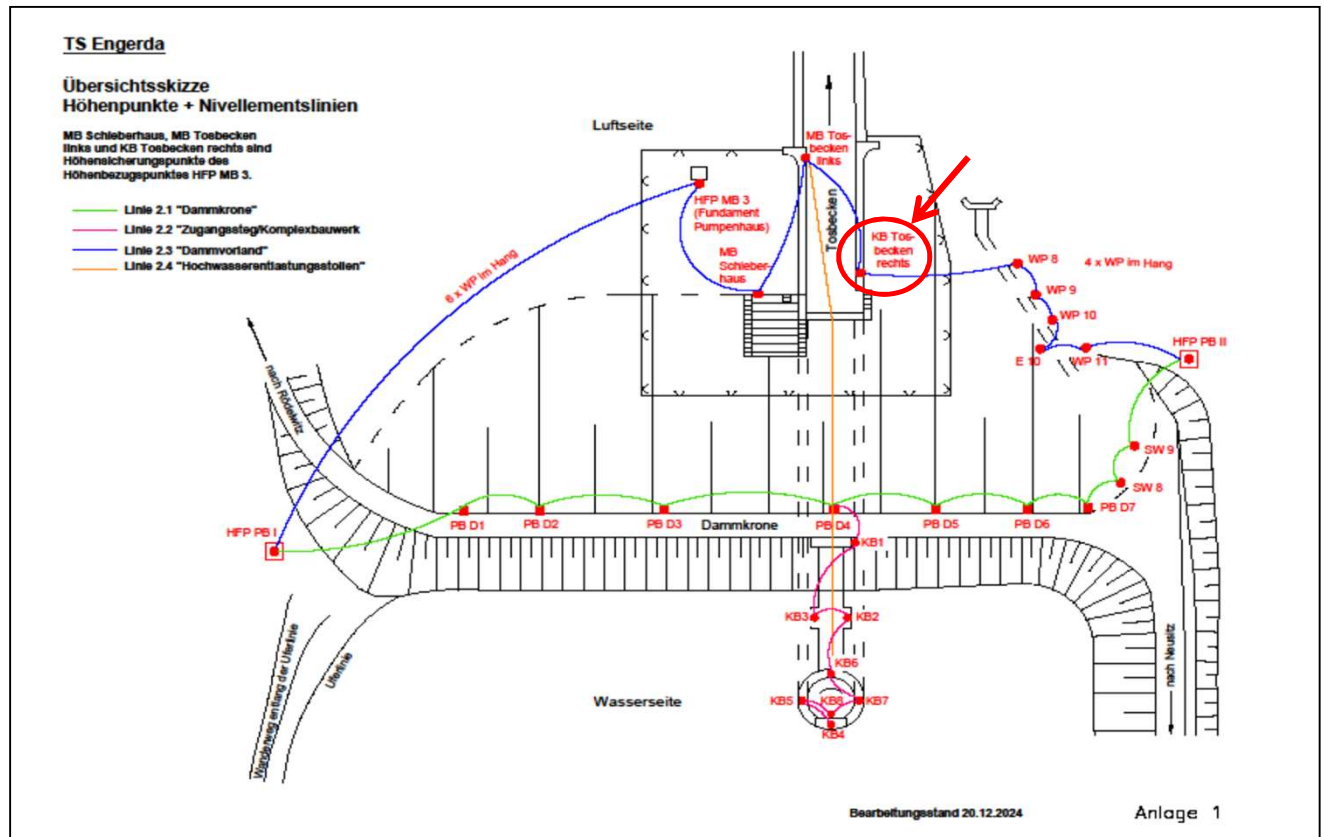 TS Engerda
Übersichtsskizze
Höhenpunkte + Nivellementslinien
MB Schieberhaus, MB Tosbecken
links und KB Tosbecken rechts sind
Höhensicherungspunkte des
Höhenbezugspunktes HFP MB 3.
Linie 2.1 "Dammkrone"
Linie 2.2 "Zugangssteg/Komplexbauwerk
Linie 2.3 "Dammvorland"
Linie 2.4 "Hochwasserentlastungsstollen"
Luftseite
MB Tos-
becken
links
HFP MB 3
(Fundament
Pumpenhaus)
MB
Schieber-
haus
Tosbecken
KB Tos-
becken
rechts
6 x WP im Hang
WP 8
4 x WP im Hang
WP 9
WP 10
E 10
WP 11
HFP PB II
nach Rödelwitz
SW 9
SW 8
HFP PB I
PB D1
PB D2
PB D3
Dammkrone
PB D4
PB D5
PB D6
PB D7
KB1
KB3
KB2
KB6
Wasserseite
KB5
KB8
KB7
KB4
Wanderweg entlang der Uferlinie
Uferlinie
nach Neusitz
Bearbeitungsstand 20.12.2024
Anlage 1